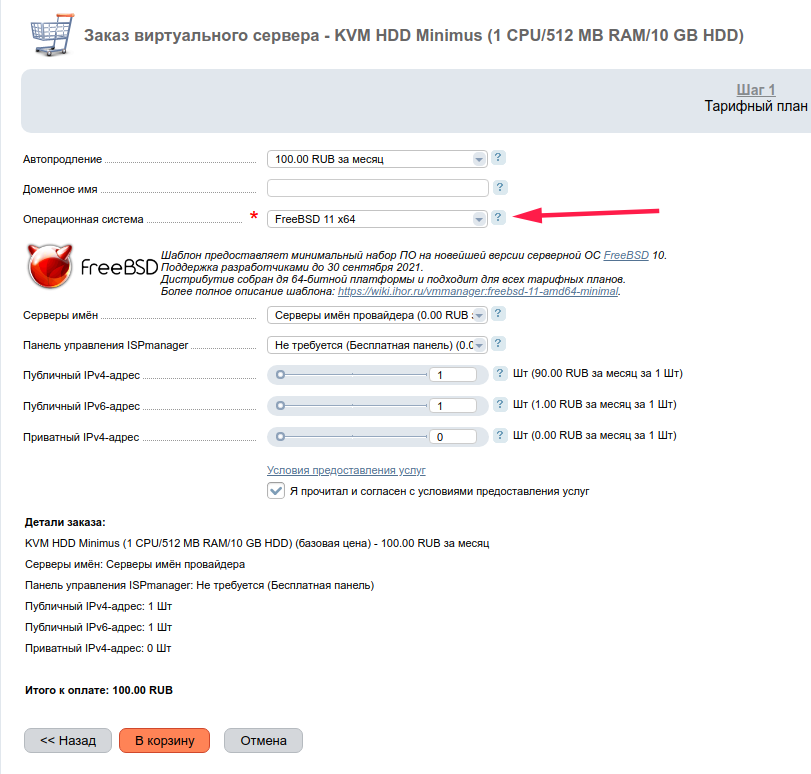 Заказ виртуального сервера - KVM HDD Minimus (1 CPU/512 MB RAM/10 GB HDD)
Шаг 1
Тарифный план
Автопродление 100.00 RUB за месяц ?
Доменное имя ?
Операционная система * FreeBSD 11 x64 ?
FreeBSD
Шаблон предоставляет минимальный набор ПО на новейшей версии серверной ОС FreeBSD 10.
Поддержка разработчиками до 30 сентября 2021.
Дистрибутив собран дя 64-битной платформы и подходит для всех тарифных планов.
Более полное описание шаблона: https://wiki.ihor.ru/vmmanager:freebsd-11-amd64-minimal.
Серверы имён Серверы имён провайдера (0.00 RUB : ?
Панель управления ISPmanager Не требуется (Бесплатная панель) (0.0 ?
Публичный IPv4-адрес 1 ? Шт (90.00 RUB за месяц за 1 Шт)
Публичный IPv6-адрес 1 ? Шт (1.00 RUB за месяц за 1 Шт)
Приватный IPv4-адрес 0 ? Шт (0.00 RUB за месяц за 1 Шт)
Условия предоставления услуг
Я прочитал и согласен с условиями предоставления услуг
Детали заказа:
KVM HDD Minimus (1 CPU/512 MB RAM/10 GB HDD) (базовая цена) - 100.00 RUB за месяц
Серверы имён: Серверы имён провайдера
Панель управления ISPmanager: Не требуется (Бесплатная панель)
Публичный IPv4-адрес: 1 Шт
Публичный IPv6-адрес: 1 Шт
Приватный IPv4-адрес: 0 Шт
Итого к оплате: 100.00 RUB
<< Назад В корзину Отмена